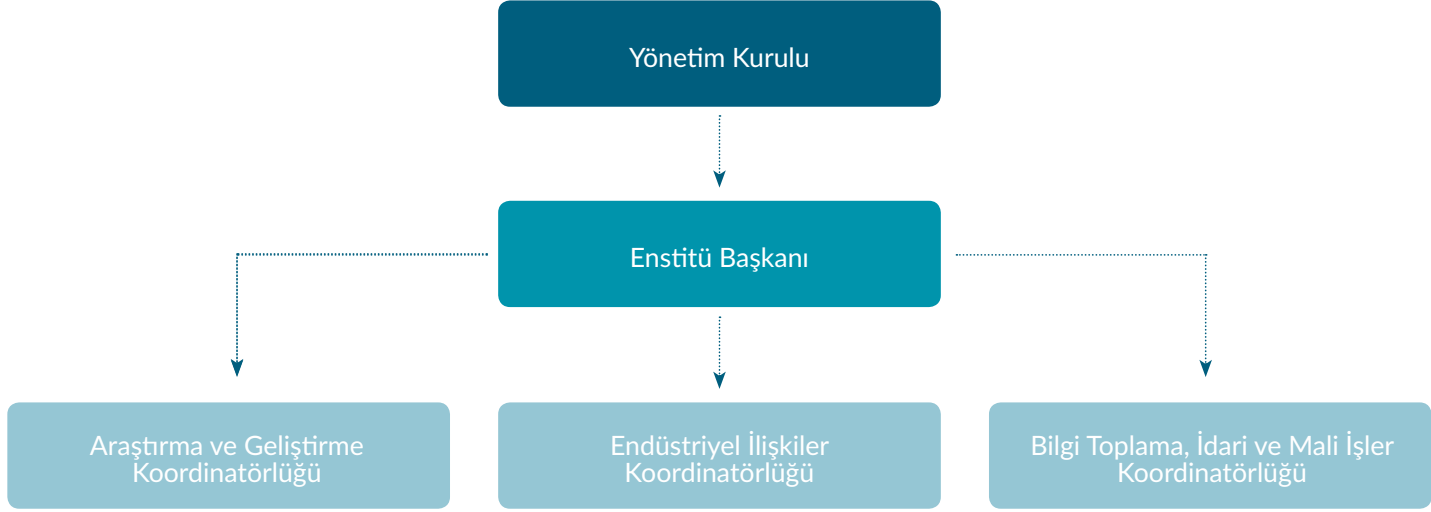 Yönetim Kurulu
Enstitü Başkanı
Araştırma ve Geliştirme
Koordinatörlüğü
Endüstriyel İlişkiler
Koordinatörlüğü
Bilgi Toplama, İdari ve Mali İşler
Koordinatörlüğü